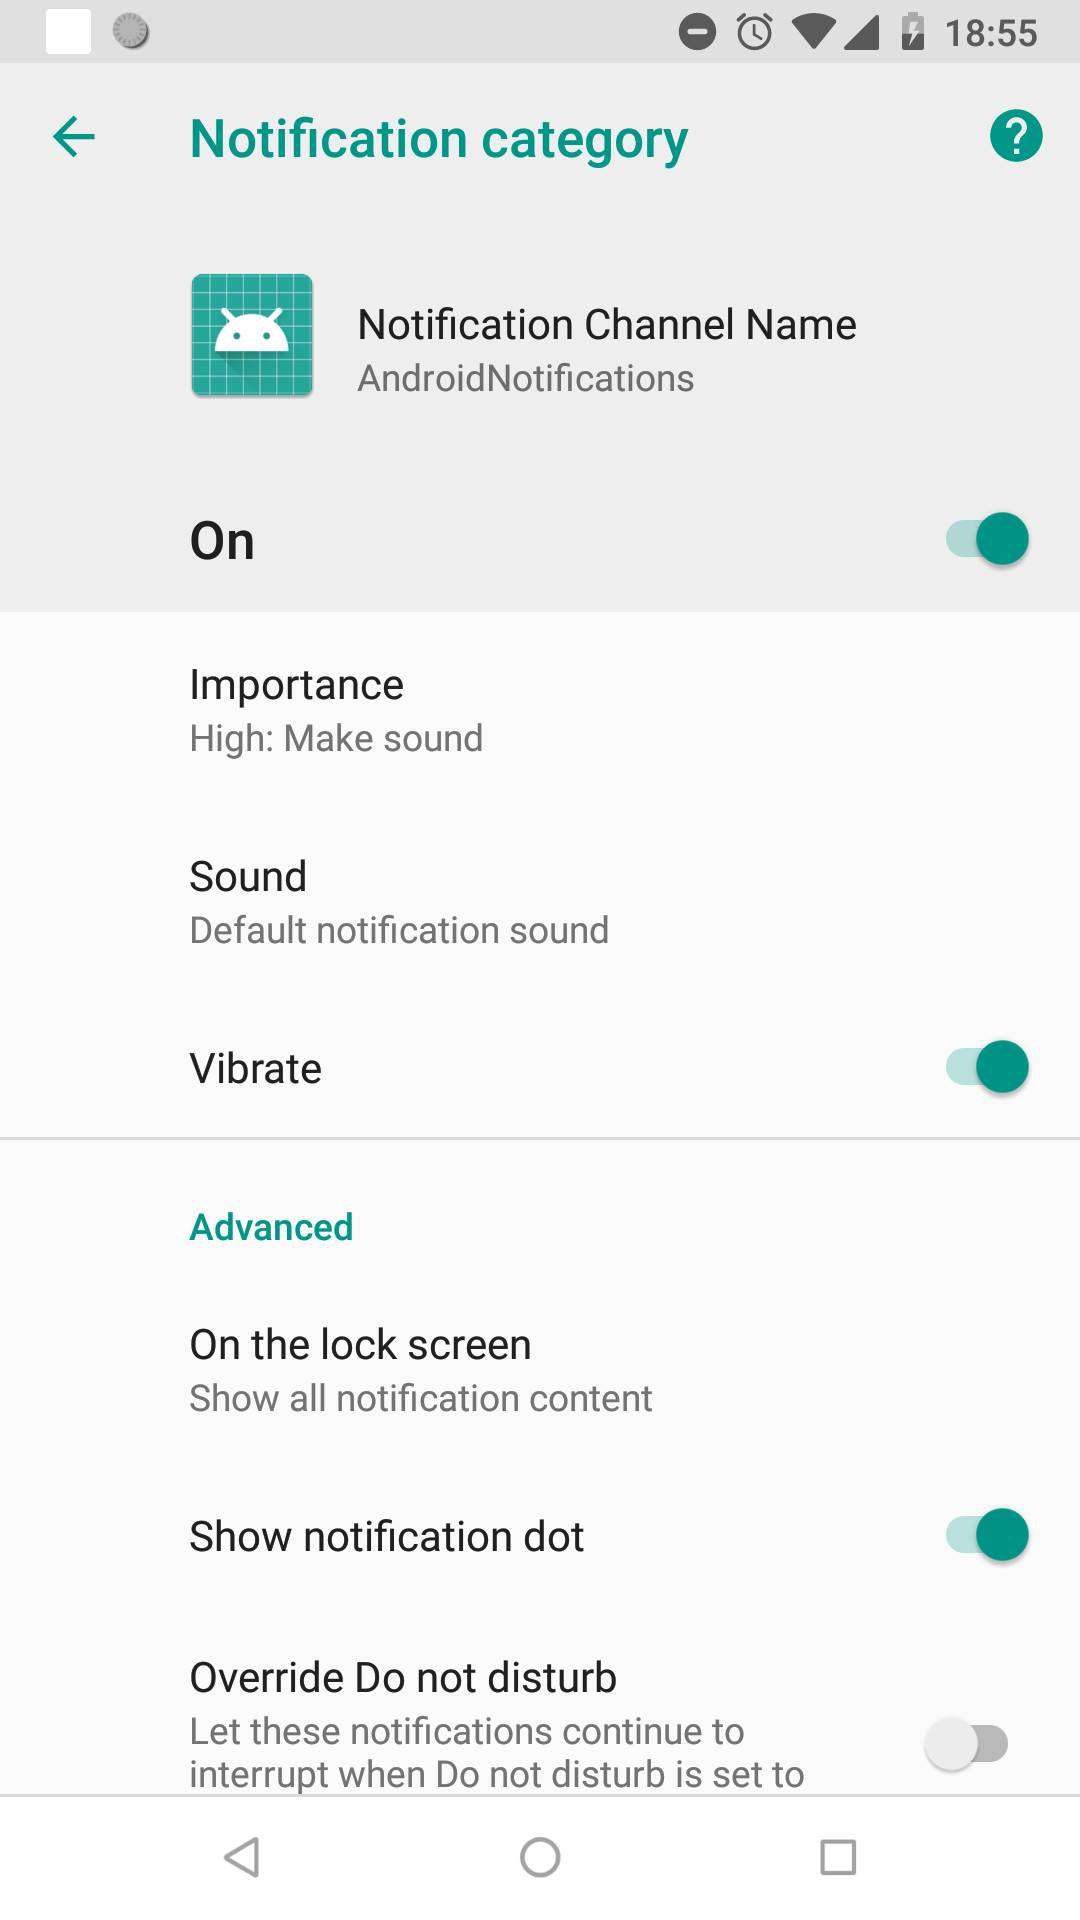 18:55
Notification category
Notification Channel Name
AndroidNotifications
On
Importance
High: Make sound
Sound
Default notification sound
Vibrate
Advanced
On the lock screen
Show all notification content
Show notification dot
Override Do not disturb
Let these notifications continue to
interrupt when Do not disturb is set to